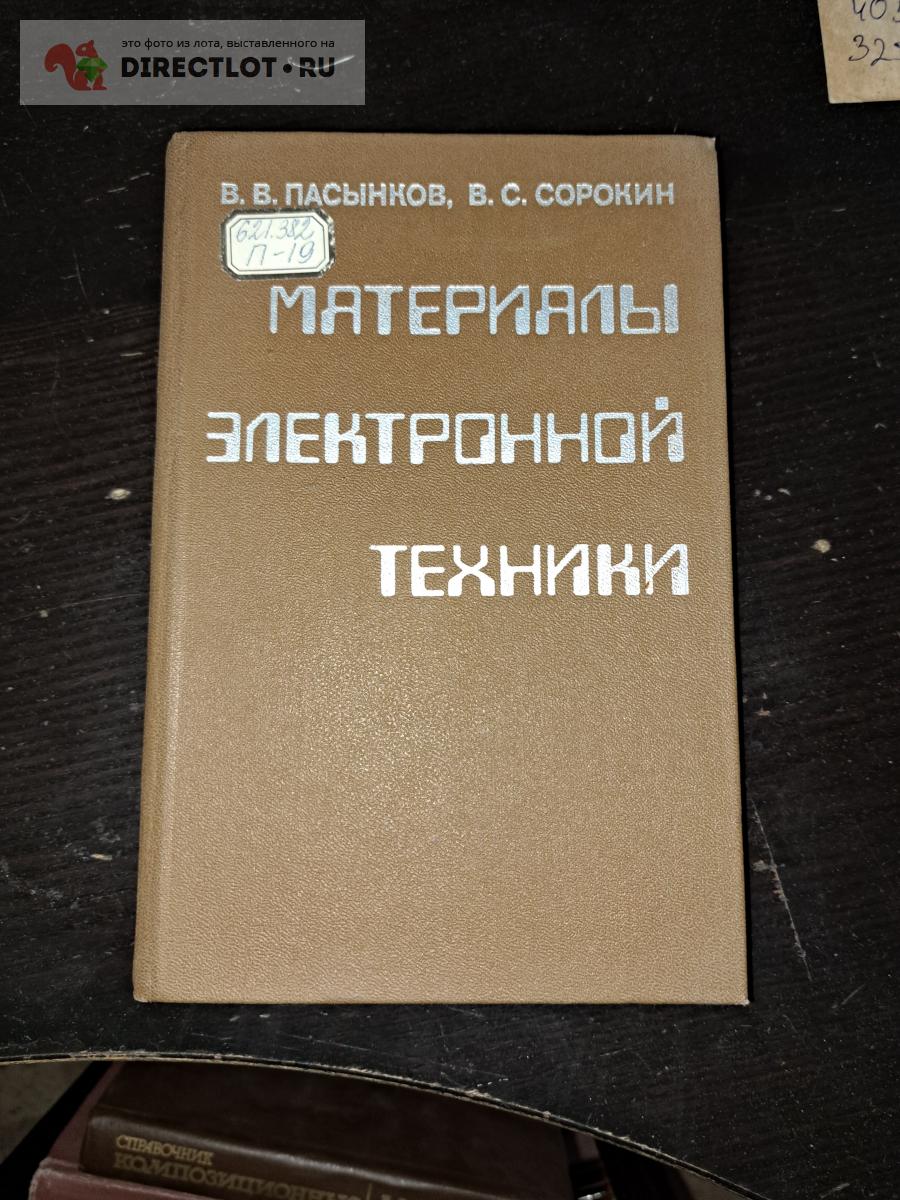 это фото из лота, выставленного на
DIRECTLOT.RU
В. В. ПАСЫНКОВ, В. С. СОРОКИН
621.382
П-19
МАТЕРИАЛЫ
ЭЛЕКТРОННОЙ
ТЕХНИКИ
СПРАВОЧНИК